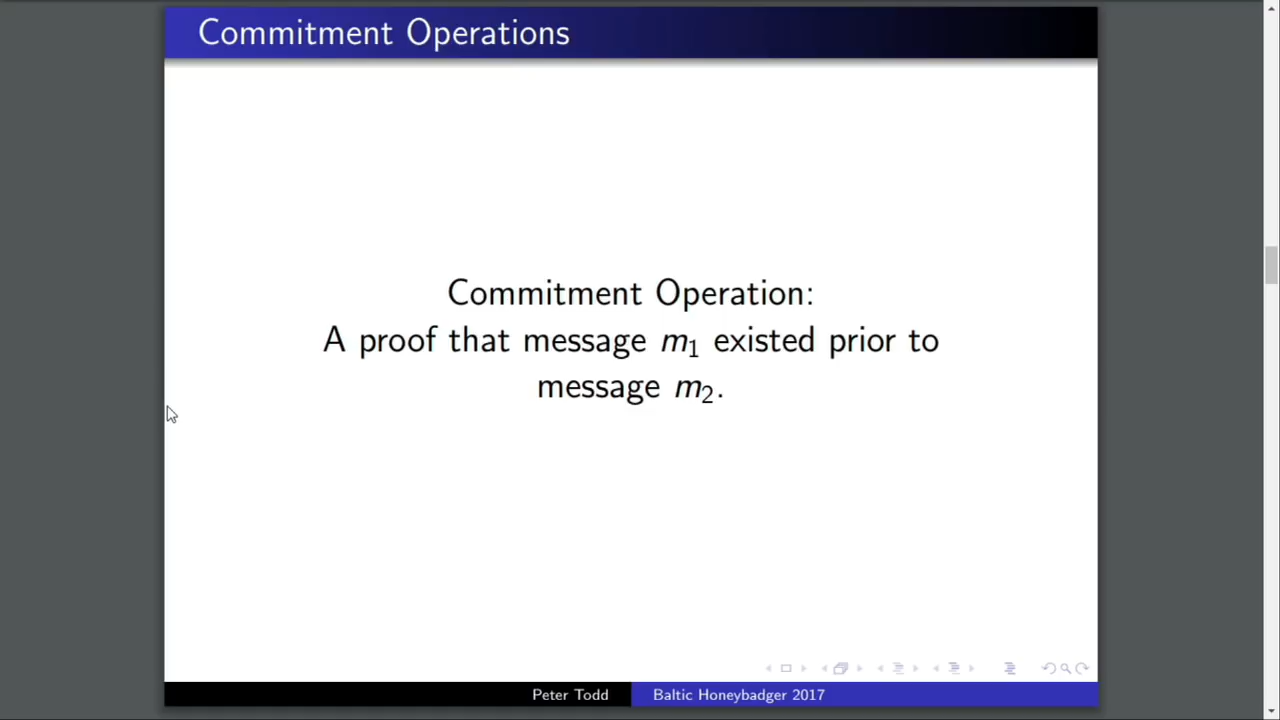 Commitment Operations
Commitment Operation:
A proof that message m₁ existed prior to
message m₂.
Peter Todd
Baltic Honeybadger 2017